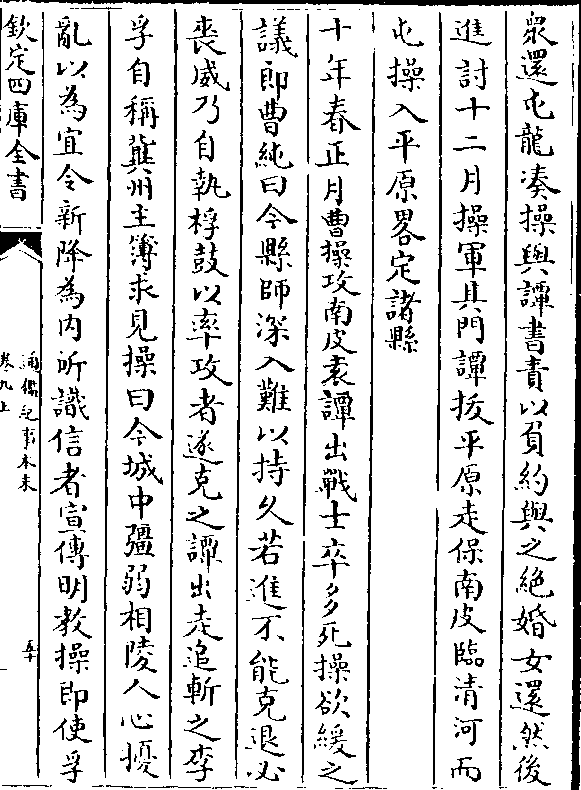 衆還屯龍湊操與譚書責以負約與之絶婚女還然後
進討十二月操軍其門譚拔平原走保南皮臨清河而
屯操入平原畧定諸縣
十年春正月曹操攻南皮袁譚出戰士卒多死操欲緩之
議郎曹純曰今縣師深入難以持久若進不能克退必
喪威乃自執桴鼓以率攻者遂克之譚出走追斬之李
孚自稱冀州主簿求見操曰今城中彊弱相陵人心擾
亂以為宜令新降為内所識信者宣傳明教操即使孚
欽定四庫全書
通鑑紀事本末
卷九上
五十